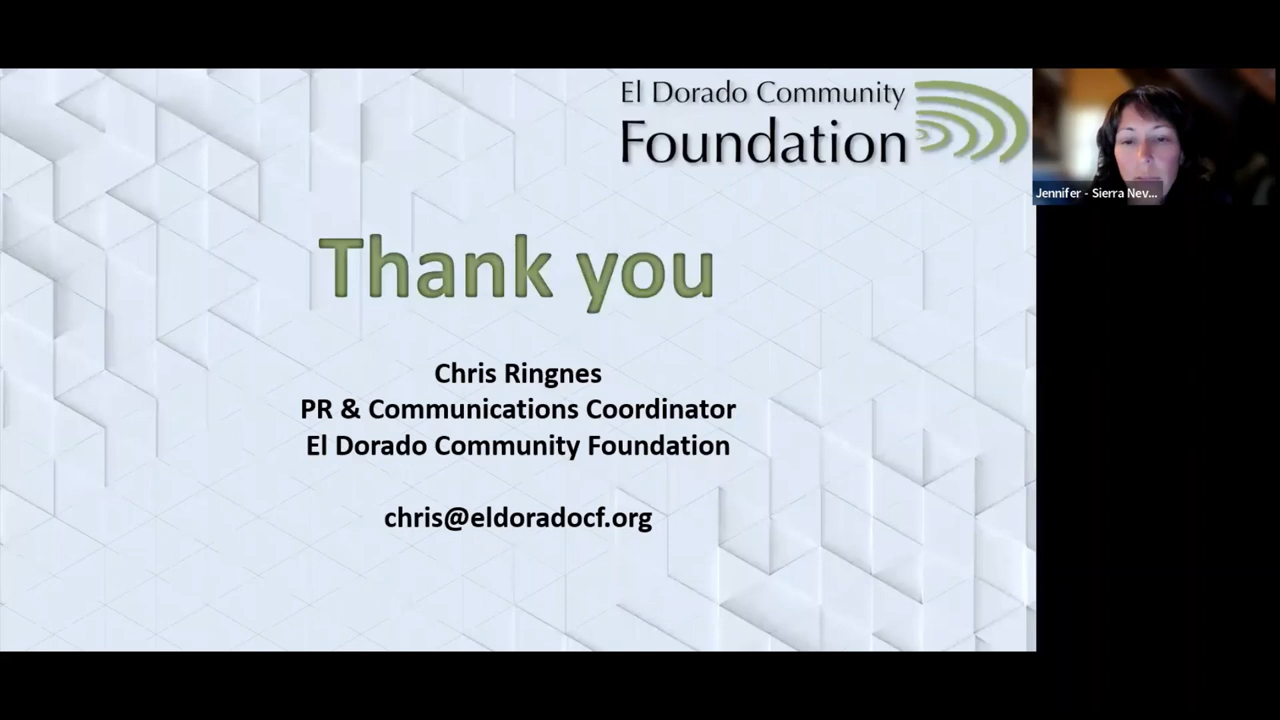 El Dorado Community
Foundation
Jennifer - Sierra Nev...
Thank you
Chris Ringnes
PR & Communications Coordinator
El Dorado Community Foundation
chris@eldoradocf.org